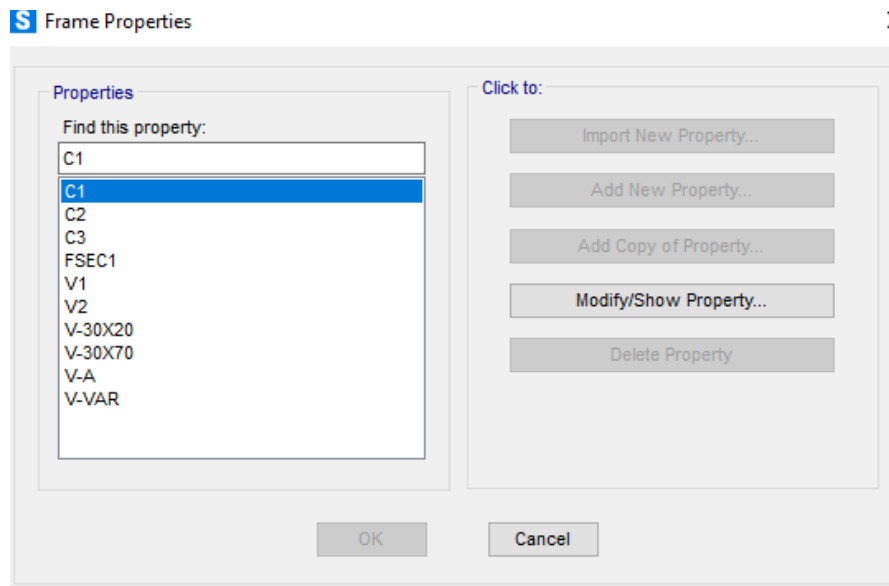 S Frame Properties
Properties
Find this property:
C1
C1
C2
C3
FSEC1
V1
V2
V-30X20
V-30X70
V-A
V-VAR
Click to:
Import New Property...
Add New Property...
Add Copy of Property...
Modify/Show Property...
Delete Property
OK
Cancel